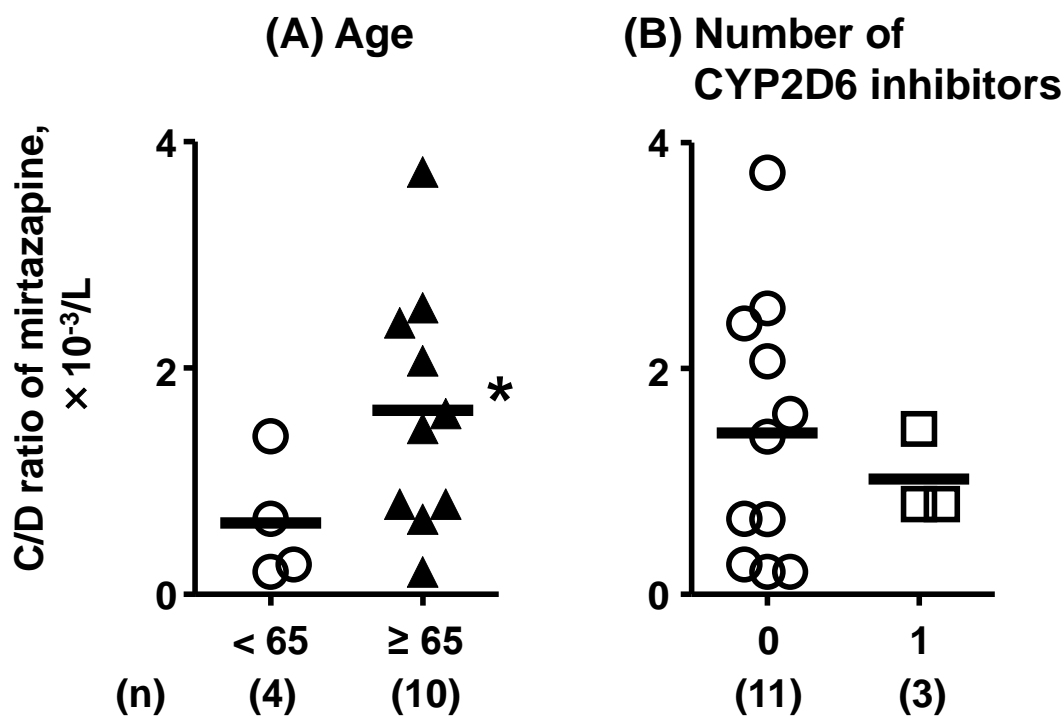 (A) Age
(B) Number of
CYP2D6 inhibitors
C/D ratio of mirtazapine,
×10⁻³/L
4
2
0
< 65
≥ 65
*
4
2
0
0
1
(n)
(4)
(10)
(11)
(3)